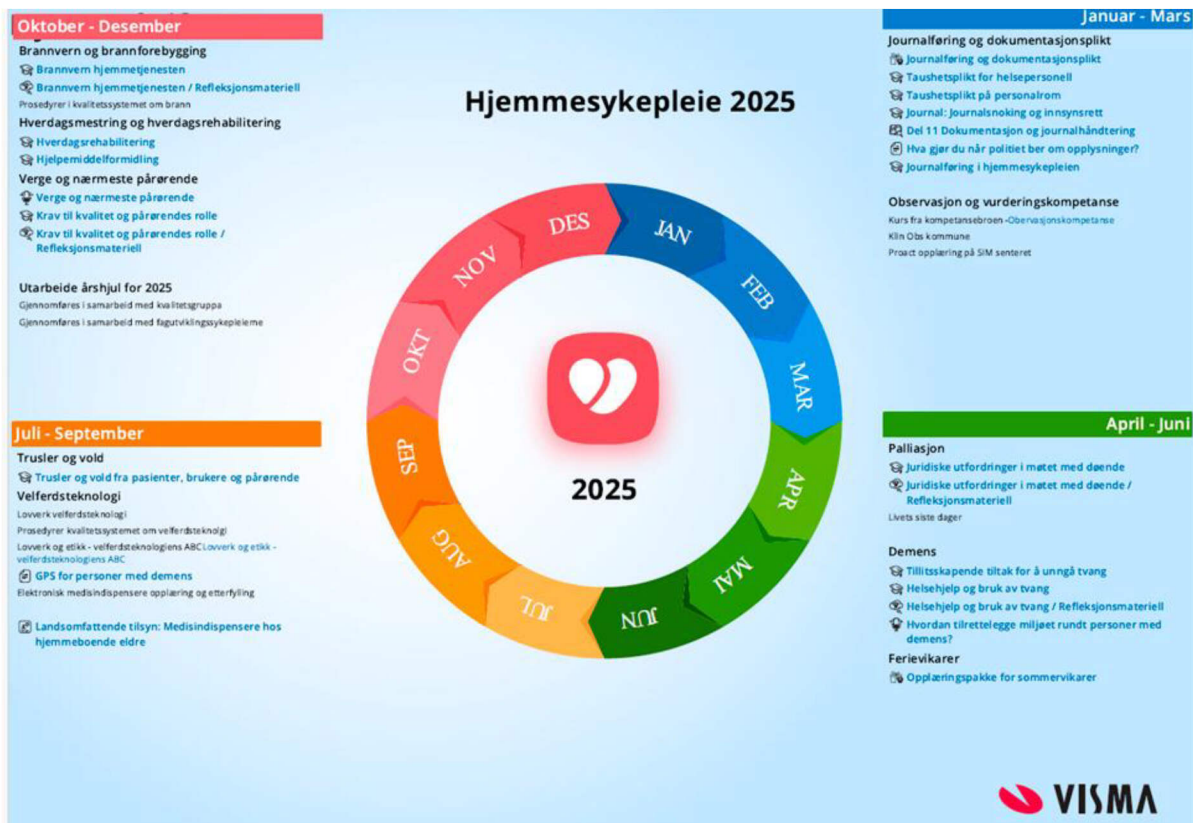 Oktober - Desember
Brannvern og brannforebygging
Brannvern hjemmetjenesten
Brannvern hjemmetjenesten / Refleksjonsmateriell
Prosedyrer i kvalitetssystemet om brann
Hverdagsmestring og hverdagsrehabilitering
Hverdagsrehabilitering
Hjelpemiddelformidling
Verge og nærmeste pårørende
Verge og nærmeste pårørende
Krav til kvalitet og pårørendes rolle
Krav til kvalitet og pårørendes rolle /
Refleksjonsmateriell
Utarbeide årshjul for 2025
Gjennomføres i samarbeid med kvalitetsgruppa
Gjennomføres i samarbeid med fagutviklingssykepleierne
Juli - September
Trusler og vold
Trusler og vold fra pasienter, brukere og pårørende
Velferdsteknologi
Lovverk velferdsteknologi
Prosedyrer kvalitetssystemet om velferdsteknolgi
Lovverk og etikk - velferdsteknologiens ABCLovverk og etikk -
velferdsteknologiens ABC
GPS for personer med demens
Elektronisk medisindispensere opplæring og etterfylling
Landsomfattende tilsyn: Medisindispensere hos
hjemmeboende eldre
Hjemmesykepleie 2025
JAN
FEB
MAR
APR
MAI
JUN
JUL
AUG
SEP
OKT
NOV
DES
2025
Januar - Mars
Journalføring og dokumentasjonsplikt
Journalføring og dokumentasjonsplikt
Taushetsplikt for helsepersonell
Taushetsplikt på personalrom
Journal: Journalsnoking og innsynsrett
Del 11 Dokumentasjon og journalhåndtering
Hva gjør du når politiet ber om opplysninger?
Journalføring i hjemmesykepleien
Observasjon og vurderingskompetanse
Kurs fra kompetansebroen -Obervasjonskompetanse
Klin Obs kommune
Proact opplæring på SIM senteret
April - Juni
Palliasjon
Juridiske utfordringer i møtet med døende
Juridiske utfordringer i møtet med døende /
Refleksjonsmateriell
Livets siste dager
Demens
Tillitsskapende tiltak for å unngå tvang
Helsehjelp og bruk av tvang
Helsehjelp og bruk av tvang / Refleksjonsmateriell
Hvordan tilrettelegge miljøet rundt personer med
demens?
Ferievikarer
Opplæringspakke for sommervikarer
VISMA